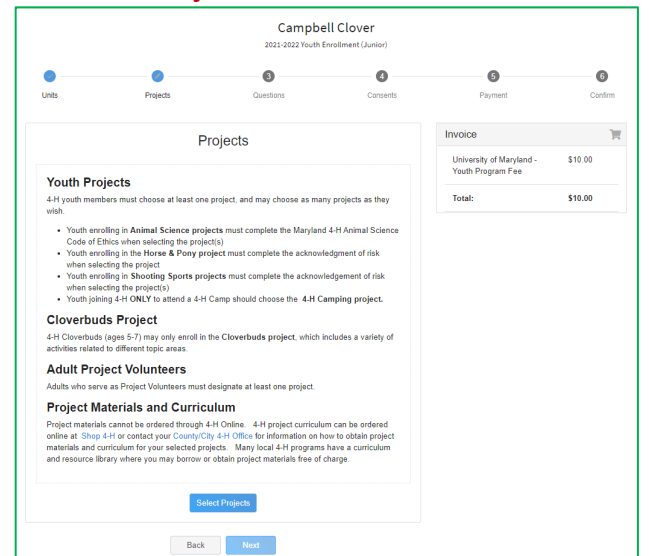 Campbell Clover
2021-2022 Youth Enrollment (Junior)
3
4
5
6
Units
Projects
Questions
Consents
Payment
Confirm
Projects
Youth Projects
4-H youth members must choose at least one project, and may choose as many projects as they
wish.
• Youth enrolling in Animal Science projects must complete the Maryland 4-H Animal Science
Code of Ethics when selecting the project(s)
• Youth enrolling in the Horse & Pony project must complete the acknowledgment of risk
when selecting the project
• Youth enrolling in Shooting Sports projects must complete the acknowledgement of risk
when selecting the project(s)
• Youth joining 4-H ONLY to attend a 4-H Camp should choose the 4-H Camping project.
Cloverbuds Project
4-H Cloverbuds (ages 5-7) may only enroll in the Cloverbuds project, which includes a variety of
activities related to different topic areas.
Adult Project Volunteers
Adults who serve as Project Volunteers must designate at least one project.
Project Materials and Curriculum
Project materials cannot be ordered through 4-H Online. 4-H project curriculum can be ordered
online at Shop 4-H or contact your County/City 4-H Office for information on how to obtain project
materials and curriculum for your selected projects. Many local 4-H programs have a curriculum
and resource library where you may borrow or obtain project materials free of charge.
Select Projects
Back
Next
Invoice
University of Maryland - $10.00
Youth Program Fee
Total: $10.00